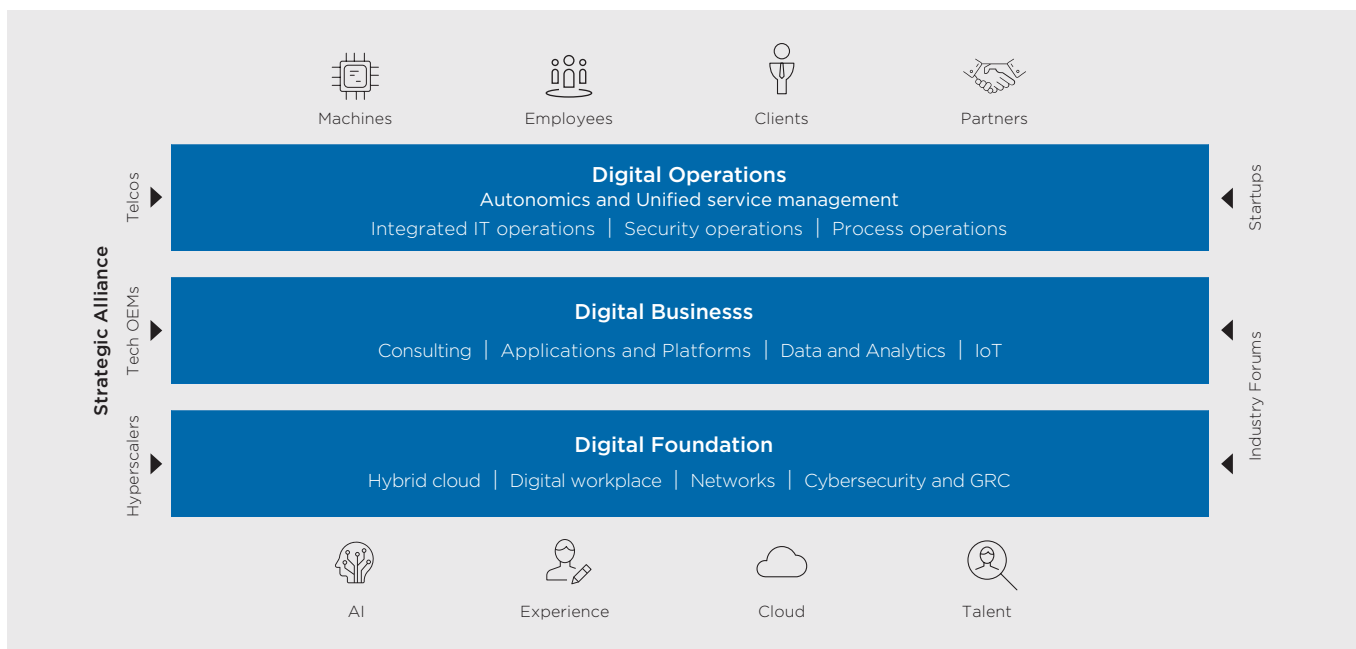 Machines
Employees
Clients
Partners
Strategic Alliance
Telcos
Digital Operations
Autonomics and Unified service management
Integrated IT operations | Security operations | Process operations
Startups
Tech OEMs
Digital Businesss
Consulting | Applications and Platforms | Data and Analytics | IoT
Industry Forums
Hyperscalers
Digital Foundation
Hybrid cloud | Digital workplace | Networks | Cybersecurity and GRC
AI
Experience
Cloud
Talent